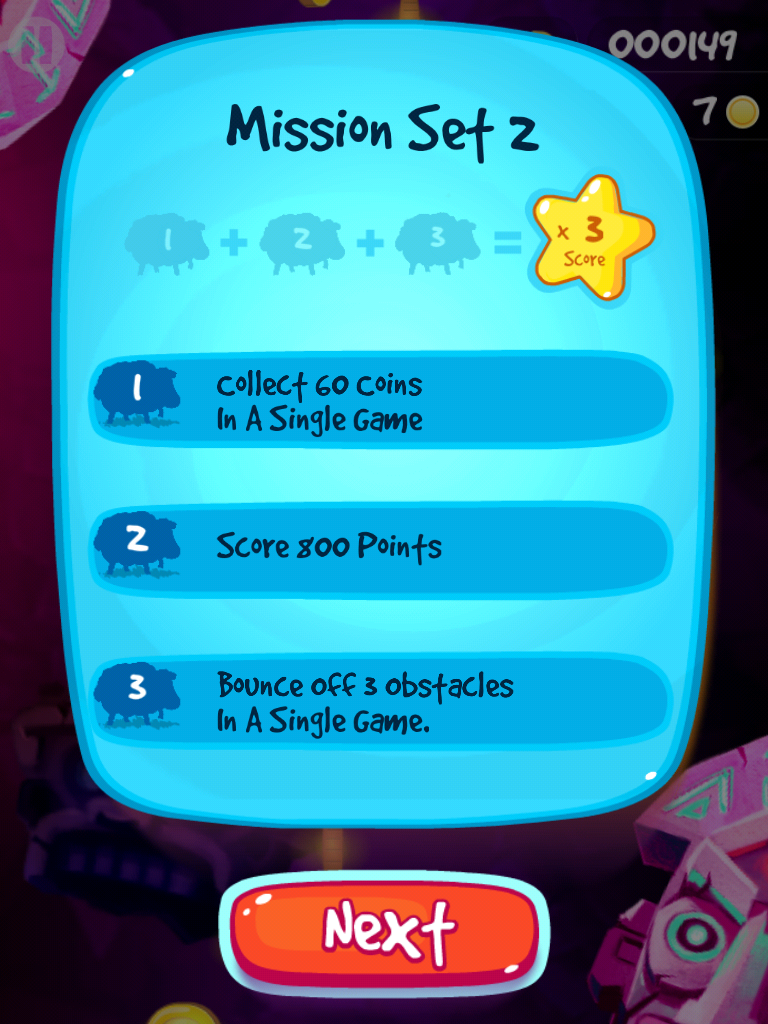 000149
7
Mission Set 2
1 + 2 + 3 = x 3
Score
1 Collect 60 Coins
In A Single Game
2 Score 800 Points
3 Bounce Off 3 Obstacles
In A Single Game.
Next